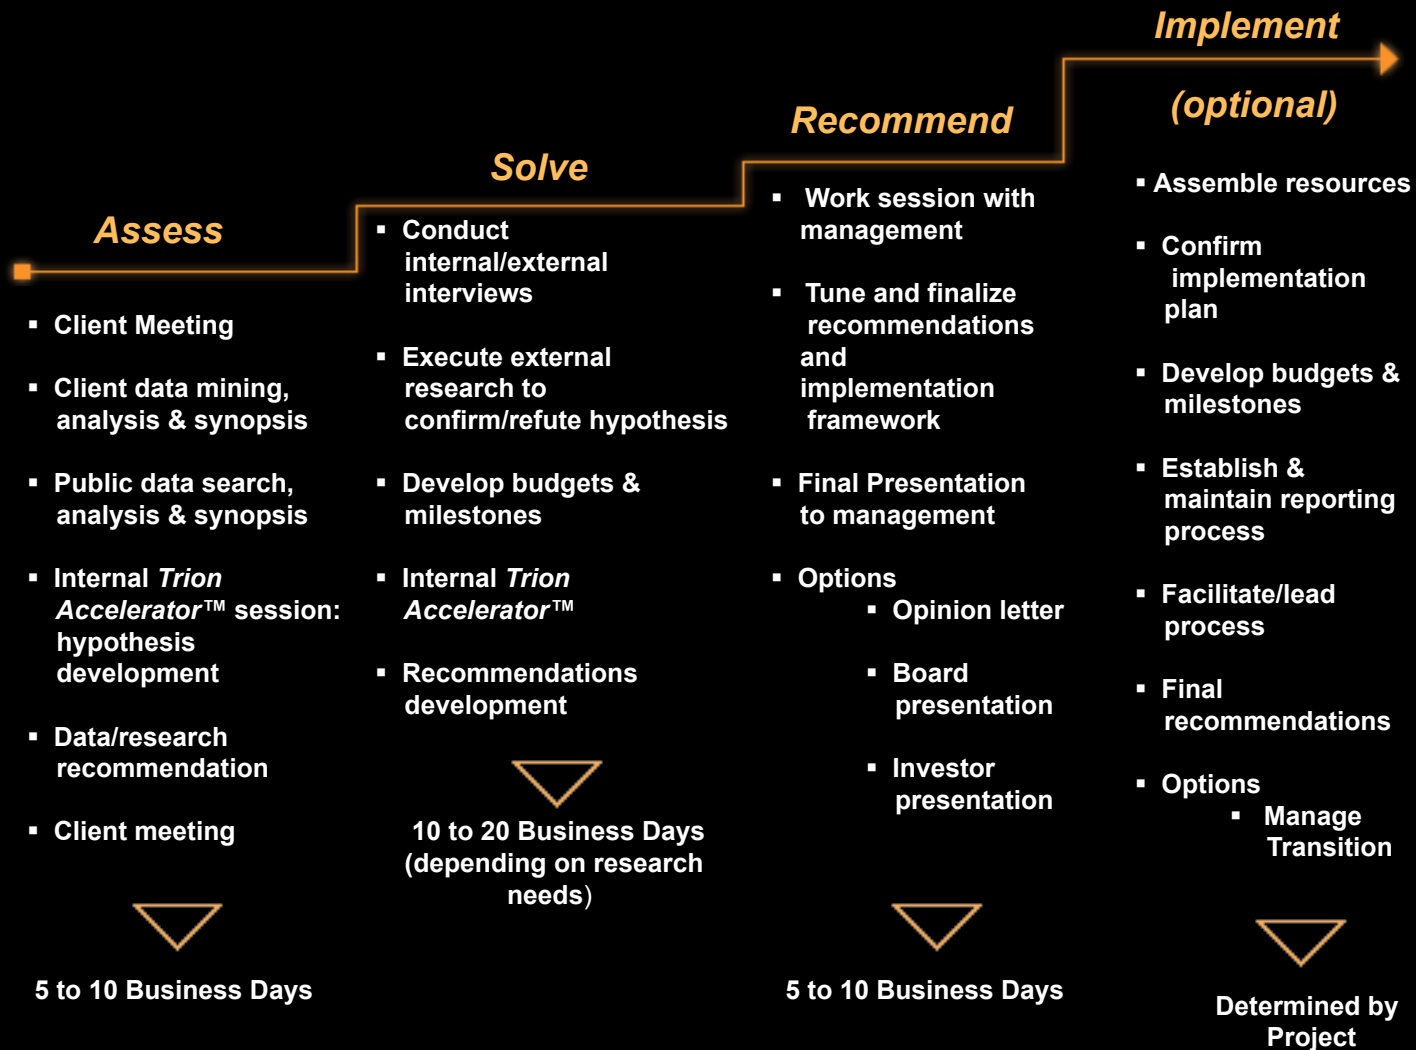 Assess
▪ Client Meeting
▪ Client data mining,
analysis & synopsis
▪ Public data search,
analysis & synopsis
▪ Internal Trion
Accelerator™ session:
hypothesis
development
▪ Data/research
recommendation
▪ Client meeting
5 to 10 Business Days
Solve
▪ Conduct
internal/external
interviews
▪ Execute external
research to
confirm/refute hypothesis
▪ Develop budgets &
milestones
▪ Internal Trion
Accelerator™
▪ Recommendations
development
10 to 20 Business Days
(depending on research
needs)
Recommend
▪ Work session with
management
▪ Tune and finalize
recommendations
and
implementation
framework
▪ Final Presentation
to management
▪ Options
▪ Opinion letter
▪ Board
presentation
▪ Investor
presentation
5 to 10 Business Days
Implement
(optional)
▪ Assemble resources
▪ Confirm
implementation
plan
▪ Develop budgets &
milestones
▪ Establish &
maintain reporting
process
▪ Facilitate/lead
process
▪ Final
recommendations
▪ Options
▪ Manage
Transition
Determined by
Project